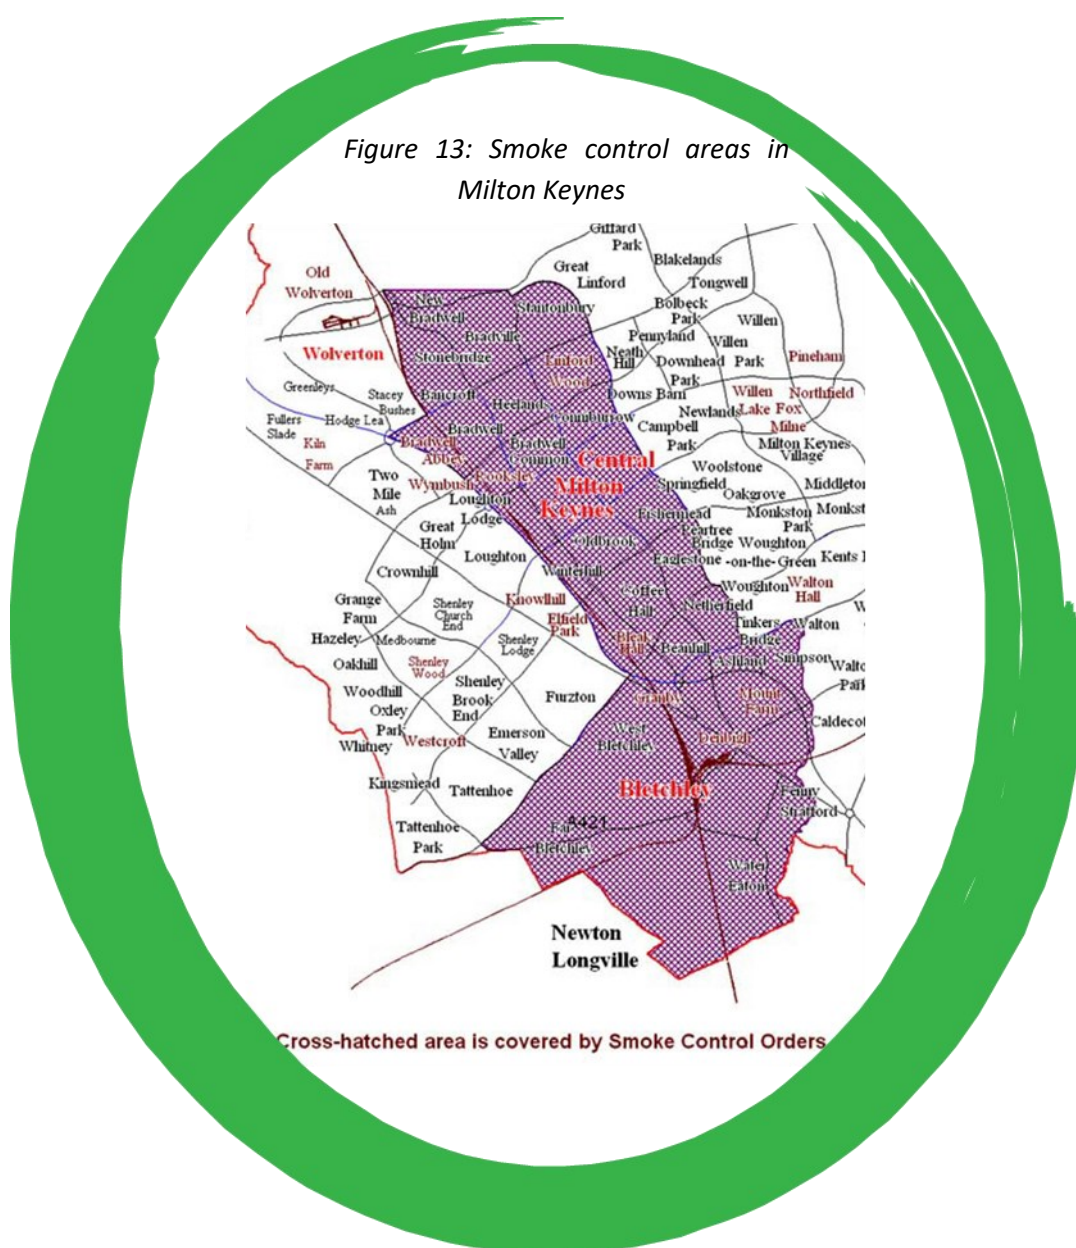 Figure 13: Smoke control areas in
Milton Keynes
Giffard
Park
Blakelands
Great
Linford
Tongwell
Old
Wolverton
New
Bradwell
Stantonbury
Bolbeck
Park
Willen
Bradville
Pennyland
Willen
Park
Wolverton
Stonebridge
Linford
Wood
Neath
Hill
Downhead
Park
Pineham
Greenleys
Stacey
Bushes
Bancroft
Heelands
Downs Barn
Willen
Lake
Northfield
Fox
Milne
Fullers
Slade
Hodge Lea
Conniburrow
Newlands
Campbell
Park
Kiln
Farm
Bradwell
Abbey
Bradwell
Bradwell
Common
Milton Keynes
Village
Central
Milton
Keynes
Two
Mile
Ash
Wymbush
Rooksley
Woolstone
Springfield
Oakgrove
Middleton
Loughton
Lodge
Great
Holm
Fishermead
Monkston
Park
Monkst
Peartree
Bridge
Woughton
-on-the-Green
Kents
Loughton
Oldbrook
Eaglestone
Crownhill
Winterhill
Coffee
Hall
Woughton
Walton
Hall
Grange
Farm
Shenley
Church
End
Knowlhill
Elfield
Park
Netherfield
Tinkers
Bridge
Walton
W
Hazeley
Medbourne
Shenley
Lodge
Bleak
Hall
Beanhill
Ashland
Simpson
Walto
Park
Oakhill
Shenley
Wood
Woodhill
Shenley
Brook
End
Furzton
Granby
Mount
Farm
Oxley
Park
Caldecot
Whitney
Westcroft
Emerson
Valley
West
Bletchley
Denbigh
Kingsmead
Tattenhoe
Bletchley
Fenny
Stratford
Tattenhoe
Park
A421
Far
Bletchley
Water
Eaton
Newton
Longville
Cross-hatched area is covered by Smoke Control Orders